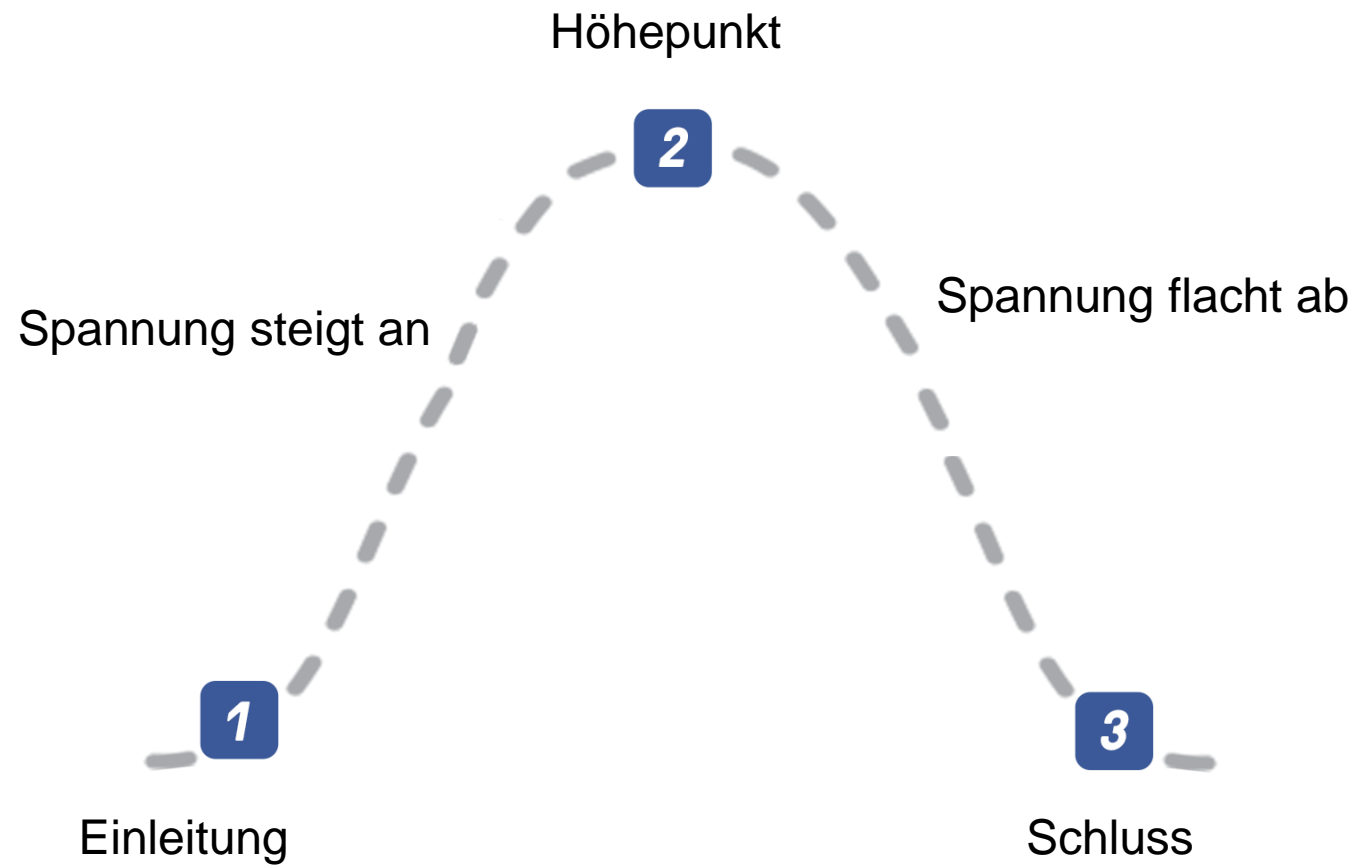 Höhepunkt
2
Spannung steigt an
Spannung flacht ab
1
3
Einleitung
Schluss